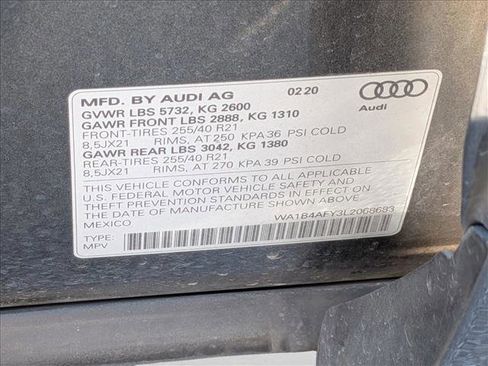 MFD. BY AUDI AG 02 20
GVWR LBS 5732, KG 2600
GAWR FRONT LBS 2888, KG 1310
FRONT-TIRES 255/40 R21
8,5JX21 RIMS, AT 250 KPA36 PSI COLD
GAWR REAR LBS 3042, KG 1380
REAR-TIRES 255/40 R21
8,5JX21 RIMS, AT 270 KPA 39 PSI COLD
THIS VEHICLE CONFORMS TO ALL APPLICABLE
U.S. FEDERAL MOTOR VEHICLE SAFETY, BUMPER, AND
THEFT PREVENTION STANDARDS IN EFFECT ON
THE DATE OF MANUFACTURE SHOWN ABOVE
MEXICO
WA1B4AFY3L2068683
TYPE:
MPV
Audi